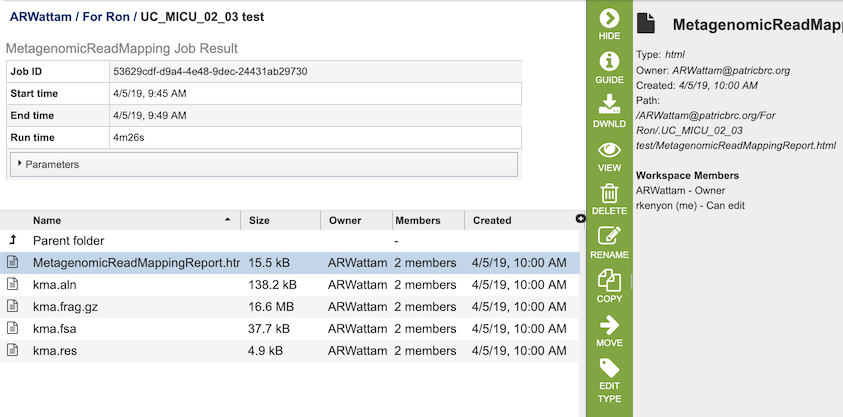 ARWattam / For Ron / UC_MICU_02_03 test
MetagenomicReadMapping Job Result
Job ID 53629cdf-d9a4-4e48-9dec-24431ab29730
Start time 4/5/19, 9:45 AM
End time 4/5/19, 9:49 AM
Run time 4m26s
Parameters
Name Size Owner Members Created
Parent folder -
MetagenomicReadMappingReport.htr 15.5 kB ARWattam 2 members 4/5/19, 10:00 AM
kma.aln 138.2 kB ARWattam 2 members 4/5/19, 10:00 AM
kma.frag.gz 16.6 MB ARWattam 2 members 4/5/19, 10:00 AM
kma.fsa 37.7 kB ARWattam 2 members 4/5/19, 10:00 AM
kma.res 4.9 kB ARWattam 2 members 4/5/19, 10:00 AM
HIDE
GUIDE
DWNLD
VIEW
DELETE
RENAME
COPY
MOVE
EDIT
TYPE
MetagenomicReadMapp
Type: html
Owner: ARWattam@patricbrc.org
Created: 4/5/19, 10:00 AM
Path:
/ARWattam@patricbrc.org/For
Ron/.UC_MICU_02_03
test/MetagenomicReadMappingReport.html
Workspace Members
ARWattam - Owner
rkenyon (me) - Can edit